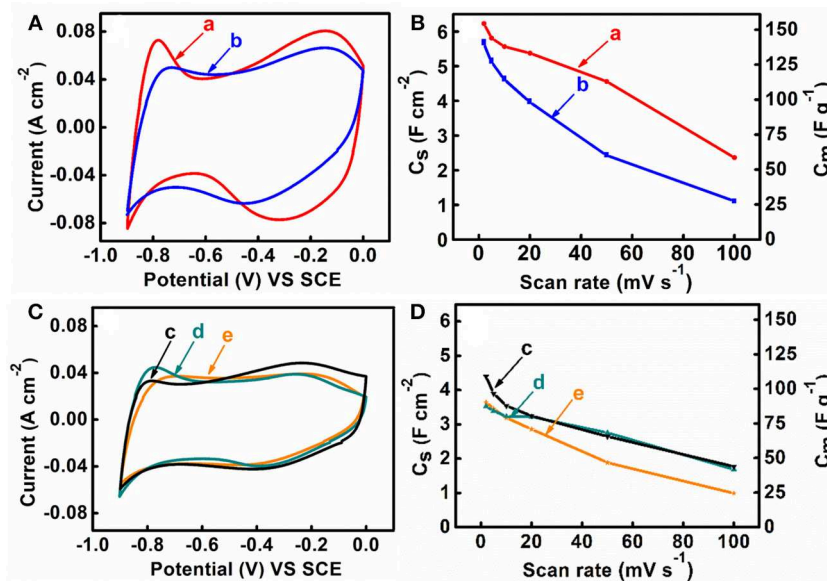 A
0.08
0.04
0.00
-0.04
-0.08
Current (A cm-2)
a
b
-1.0 -0.8 -0.6 -0.4 -0.2 0.0
Potential (V) VS SCE
B
6
5
4
3
2
1
0
Cs (F cm-2)
a
b
150
125
100
75
50
25
0
Cm (F g-1)
0 20 40 60 80 100
Scan rate (mV s-1)
C
0.08
0.04
0.00
-0.04
-0.08
Current (A cm-2)
c d e
-1.0 -0.8 -0.6 -0.4 -0.2 0.0
Potential (V) VS SCE
D
6
5
4
3
2
1
0
Cs (F cm-2)
c
d
e
150
125
100
75
50
25
0
Cm (F g-1)
0 20 40 60 80 100
Scan rate (mV s-1)